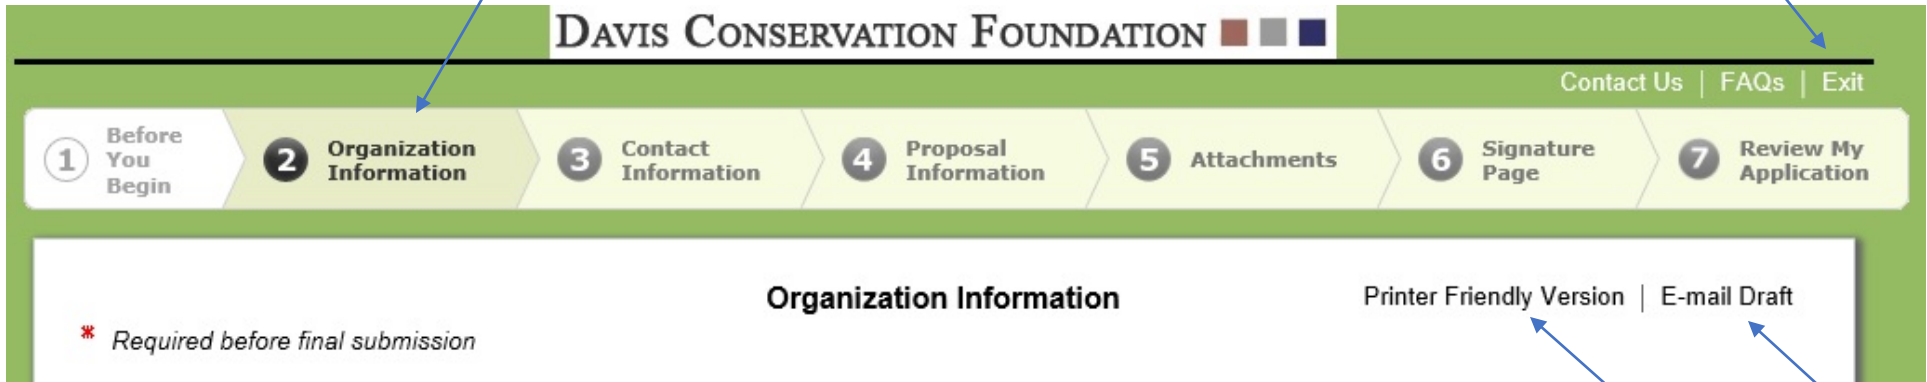 DAVIS CONSERVATION FOUNDATION
Contact Us | FAQs | Exit
1 Before You Begin
2 Organization Information
3 Contact Information
4 Proposal Information
5 Attachments
6 Signature Page
7 Review My Application
Organization Information
Printer Friendly Version | E-mail Draft
* Required before final submission